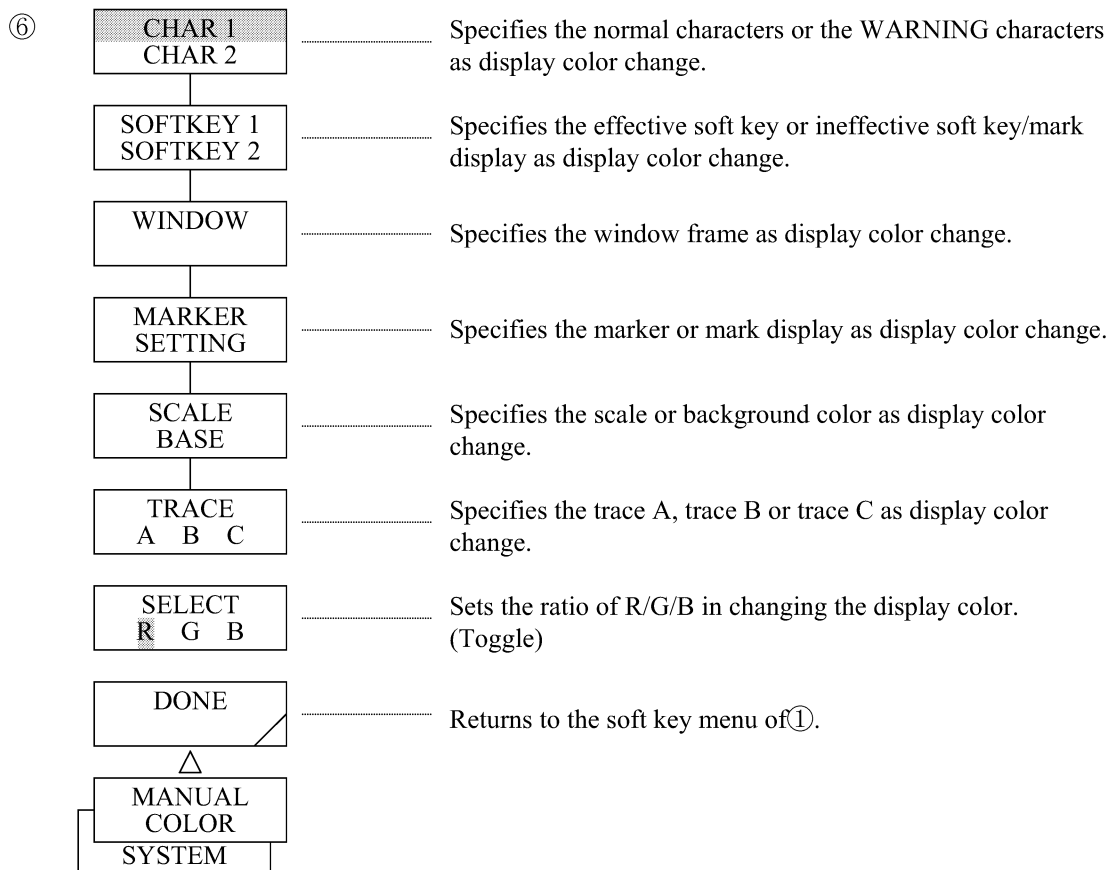 ⑥
CHAR 1
CHAR 2
Specifies the normal characters or the WARNING characters
as display color change.
SOFTKEY 1
SOFTKEY 2
Specifies the effective soft key or ineffective soft key/mark
display as display color change.
WINDOW
Specifies the window frame as display color change.
MARKER
SETTING
Specifies the marker or mark display as display color change.
SCALE
BASE
Specifies the scale or background color as display color
change.
TRACE
A B C
Specifies the trace A, trace B or trace C as display color
change.
SELECT
R G B
Sets the ratio of R/G/B in changing the display color.
(Toggle)
DONE
Returns to the soft key menu of①.
MANUAL
COLOR
SYSTEM